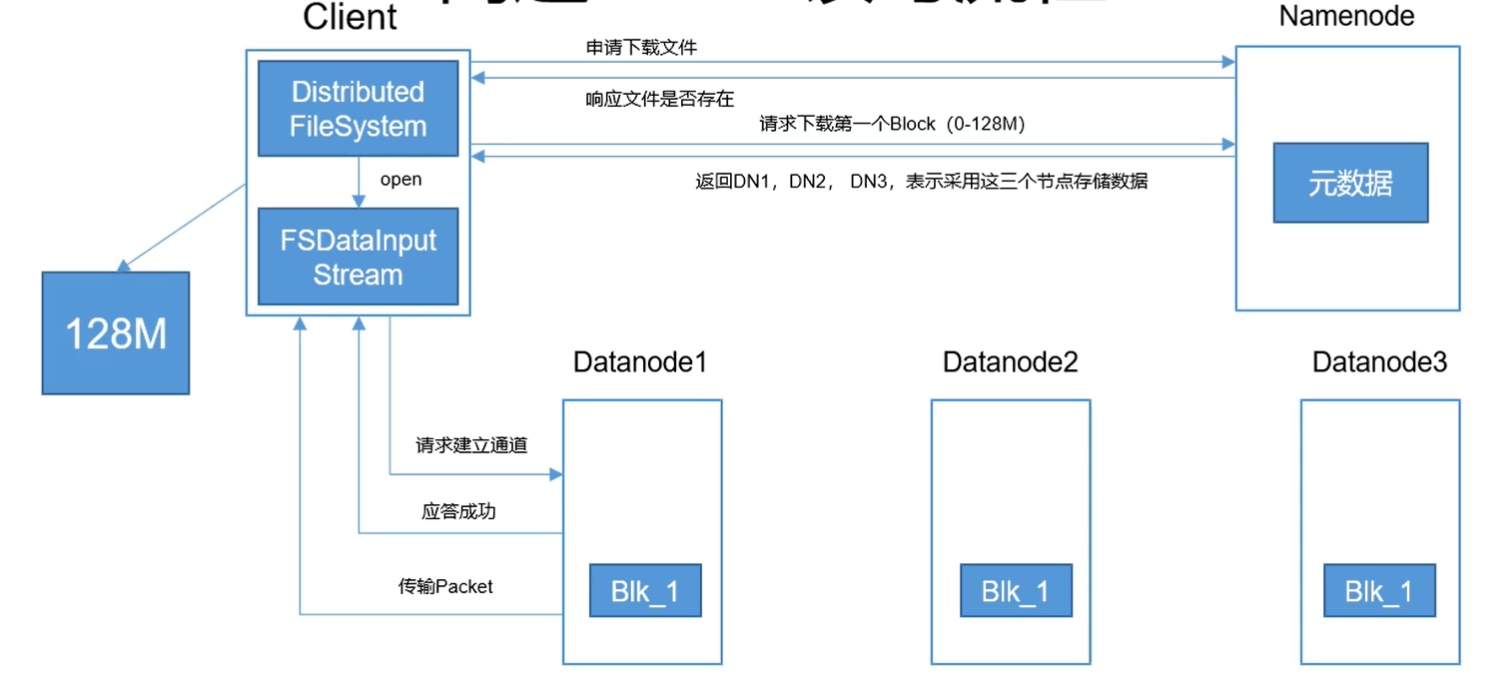 Client
Namenode
申请下载文件
Distributed
FileSystem
响应文件是否存在
请求下载第一个Block（0-128M）
open
返回DN1，DN2， DN3，表示采用这三个节点存储数据
元数据
FSDataInput
Stream
128M
Datanode1
Datanode2
Datanode3
请求建立通道
应答成功
传输Packet
Blk_1
Blk_1
Blk_1